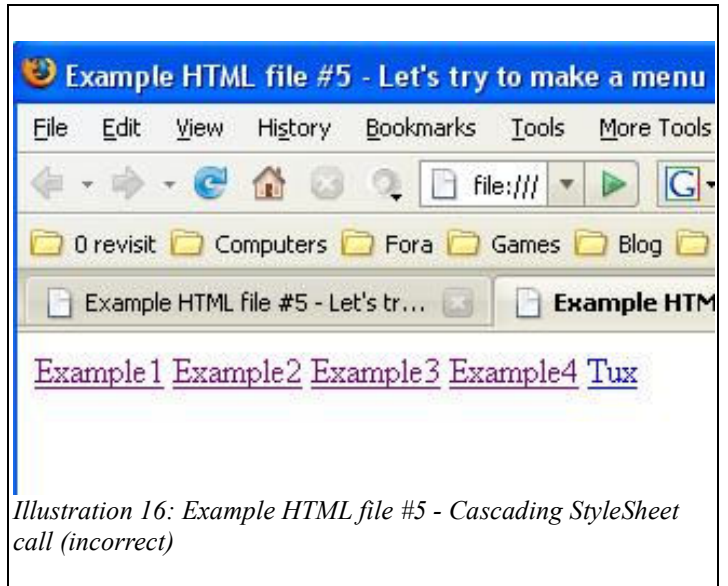 Example HTML file #5 - Let's try to make a menu
File Edit View History Bookmarks Tools More Tools
file:/// G
0 revisit Computers Fora Games Blog
Example HTML file #5 - Let's tr... Example HTM
Example1 Example2 Example3 Example4 Tux
Illustration 16: Example HTML file #5 - Cascading StyleSheet
call (incorrect)